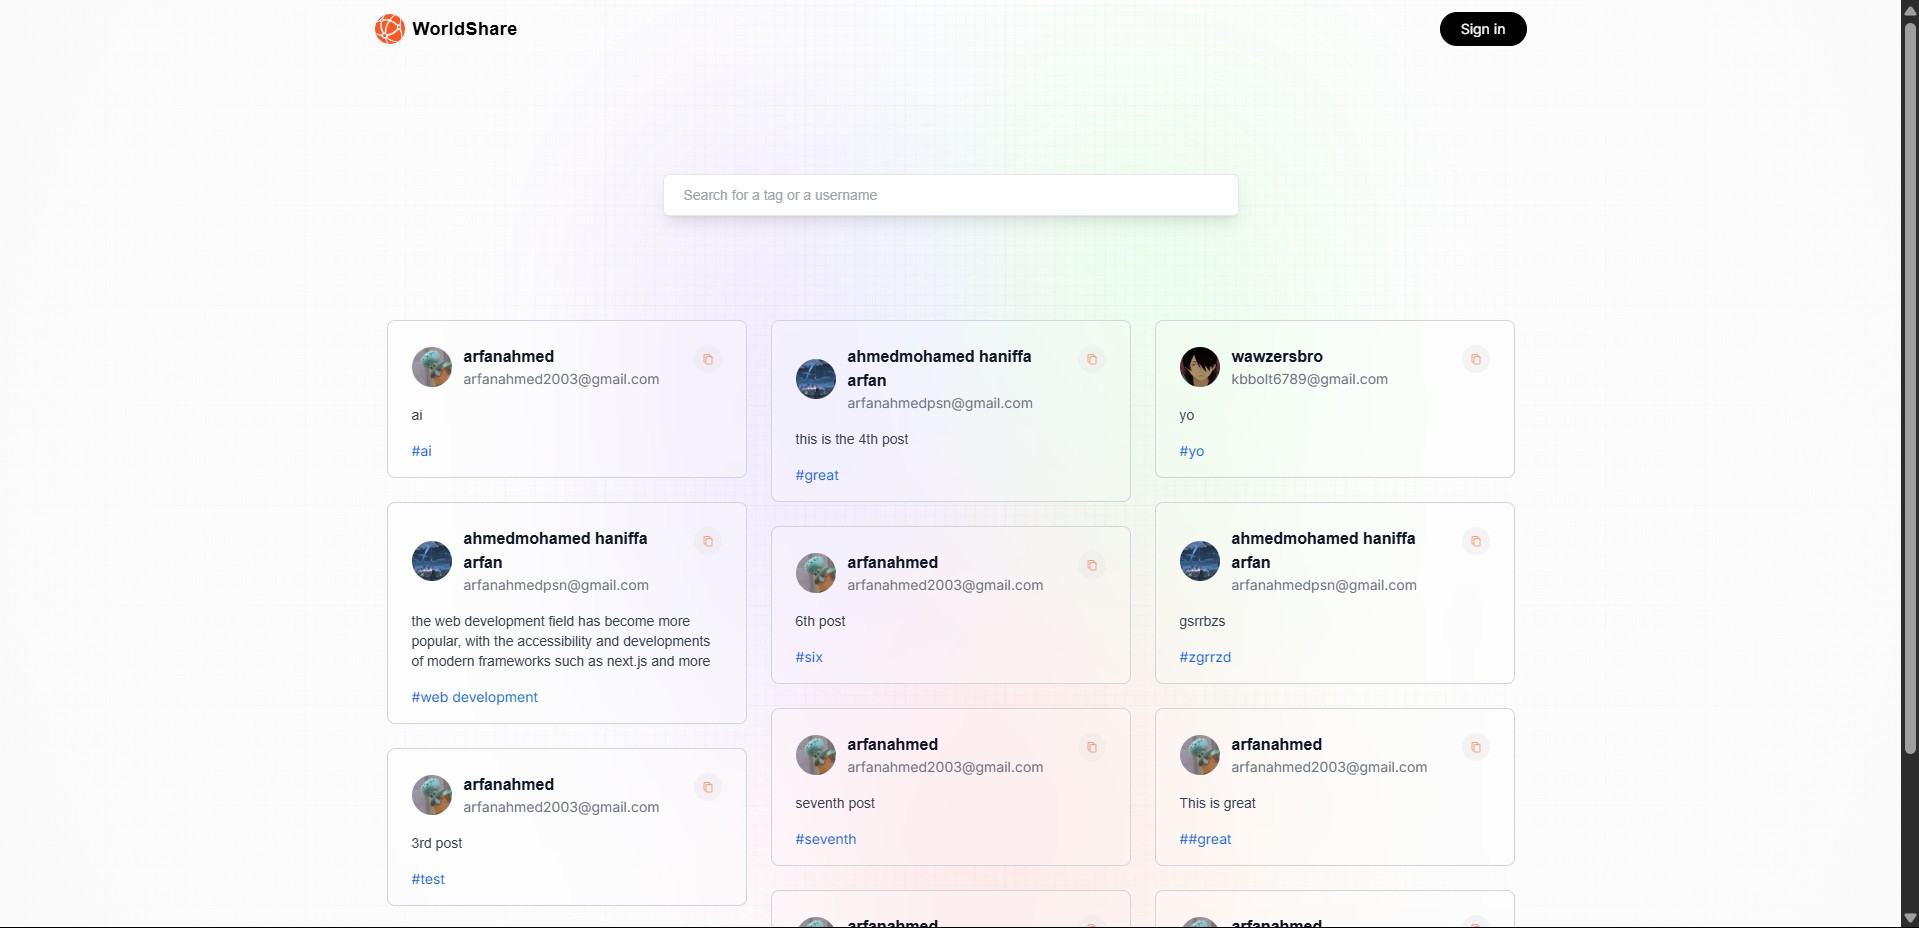 WorldShare
Sign in
Search for a tag or a username
arfanahmed
arfanahmed2003@gmail.com
ai
#ai
ahmedmohamed haniffa
arfan
arfanahmedpsn@gmail.com
the web development field has become more
popular, with the accessibility and developments
of modern frameworks such as next.js and more
#web development
arfanahmed
arfanahmed2003@gmail.com
3rd post
#test
ahmedmohamed haniffa
arfan
arfanahmedpsn@gmail.com
this is the 4th post
#great
arfanahmed
arfanahmed2003@gmail.com
6th post
#six
arfanahmed
arfanahmed2003@gmail.com
seventh post
#seventh
arfanahmed
wawzersbro
kbbolt6789@gmail.com
yo
#yo
ahmedmohamed haniffa
arfan
arfanahmedpsn@gmail.com
gsrrbzs
#zgrrzd
arfanahmed
arfanahmed2003@gmail.com
This is great
##great
arfanahmed